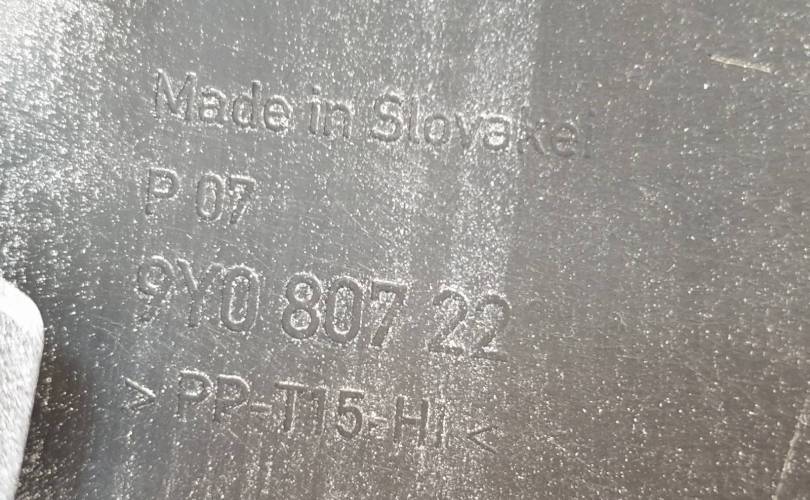 Made in Slovakei
P 07
9Y0 807 22
> PP-T15-HI <